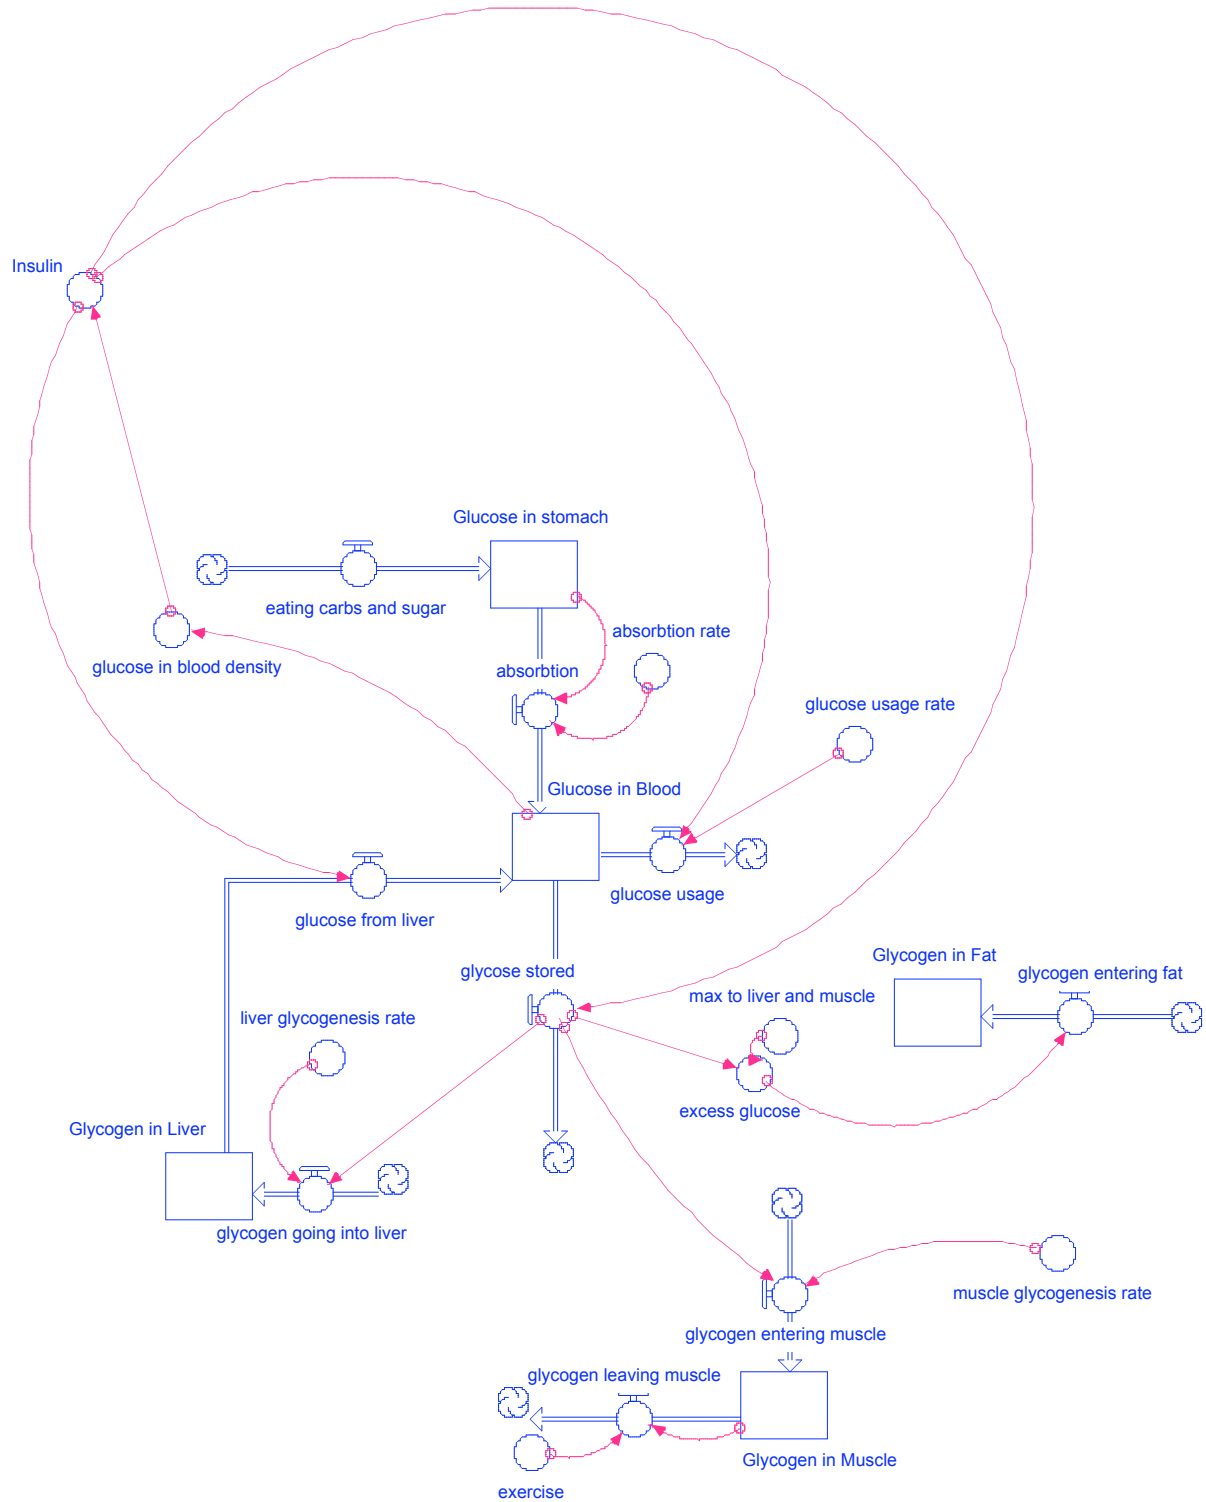 Insulin
Glucose in stomach
eating carbs and sugar
absorbtion rate
glucose in blood density
absorbtion
glucose usage rate
Glucose in Blood
glucose usage
glucose from liver
Glycogen in Fat
glycose stored
glycogen entering fat
max to liver and muscle
liver glycogenesis rate
excess glucose
Glycogen in Liver
glycogen going into liver
muscle glycogenesis rate
glycogen entering muscle
glycogen leaving muscle
Glycogen in Muscle
exercise